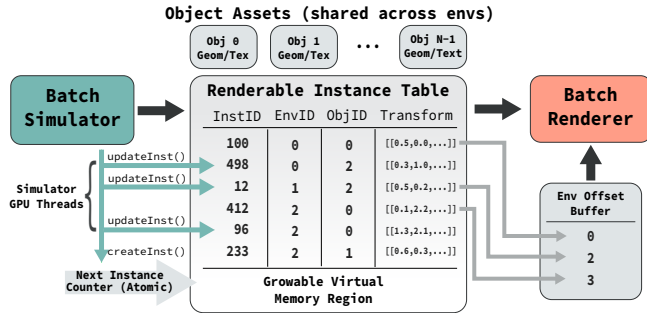 Object Assets (shared across envs)
Obj 0
Geom/Tex
Obj 1
Geom/Tex
...
Obj N-1
Geom/Text
Batch
Simulator
Renderable Instance Table
InstID EnvID ObjID Transform
100 0 0 [[0.5,0.0,...]]
498 0 2 [[0.3,1.0,...]]
12 1 2 [[0.5,0.2,...]]
412 2 0 [[0.1,2.2,...]]
96 2 0 [[1.3,2.1,...]]
233 2 1 [[0.6,0.3,...]]
Growable Virtual
Memory Region
Batch
Renderer
updateInst()
updateInst()
Simulator
GPU Threads
updateInst()
createInst()
Next Instance
Counter (Atomic)
Env Offset
Buffer
0
2
3